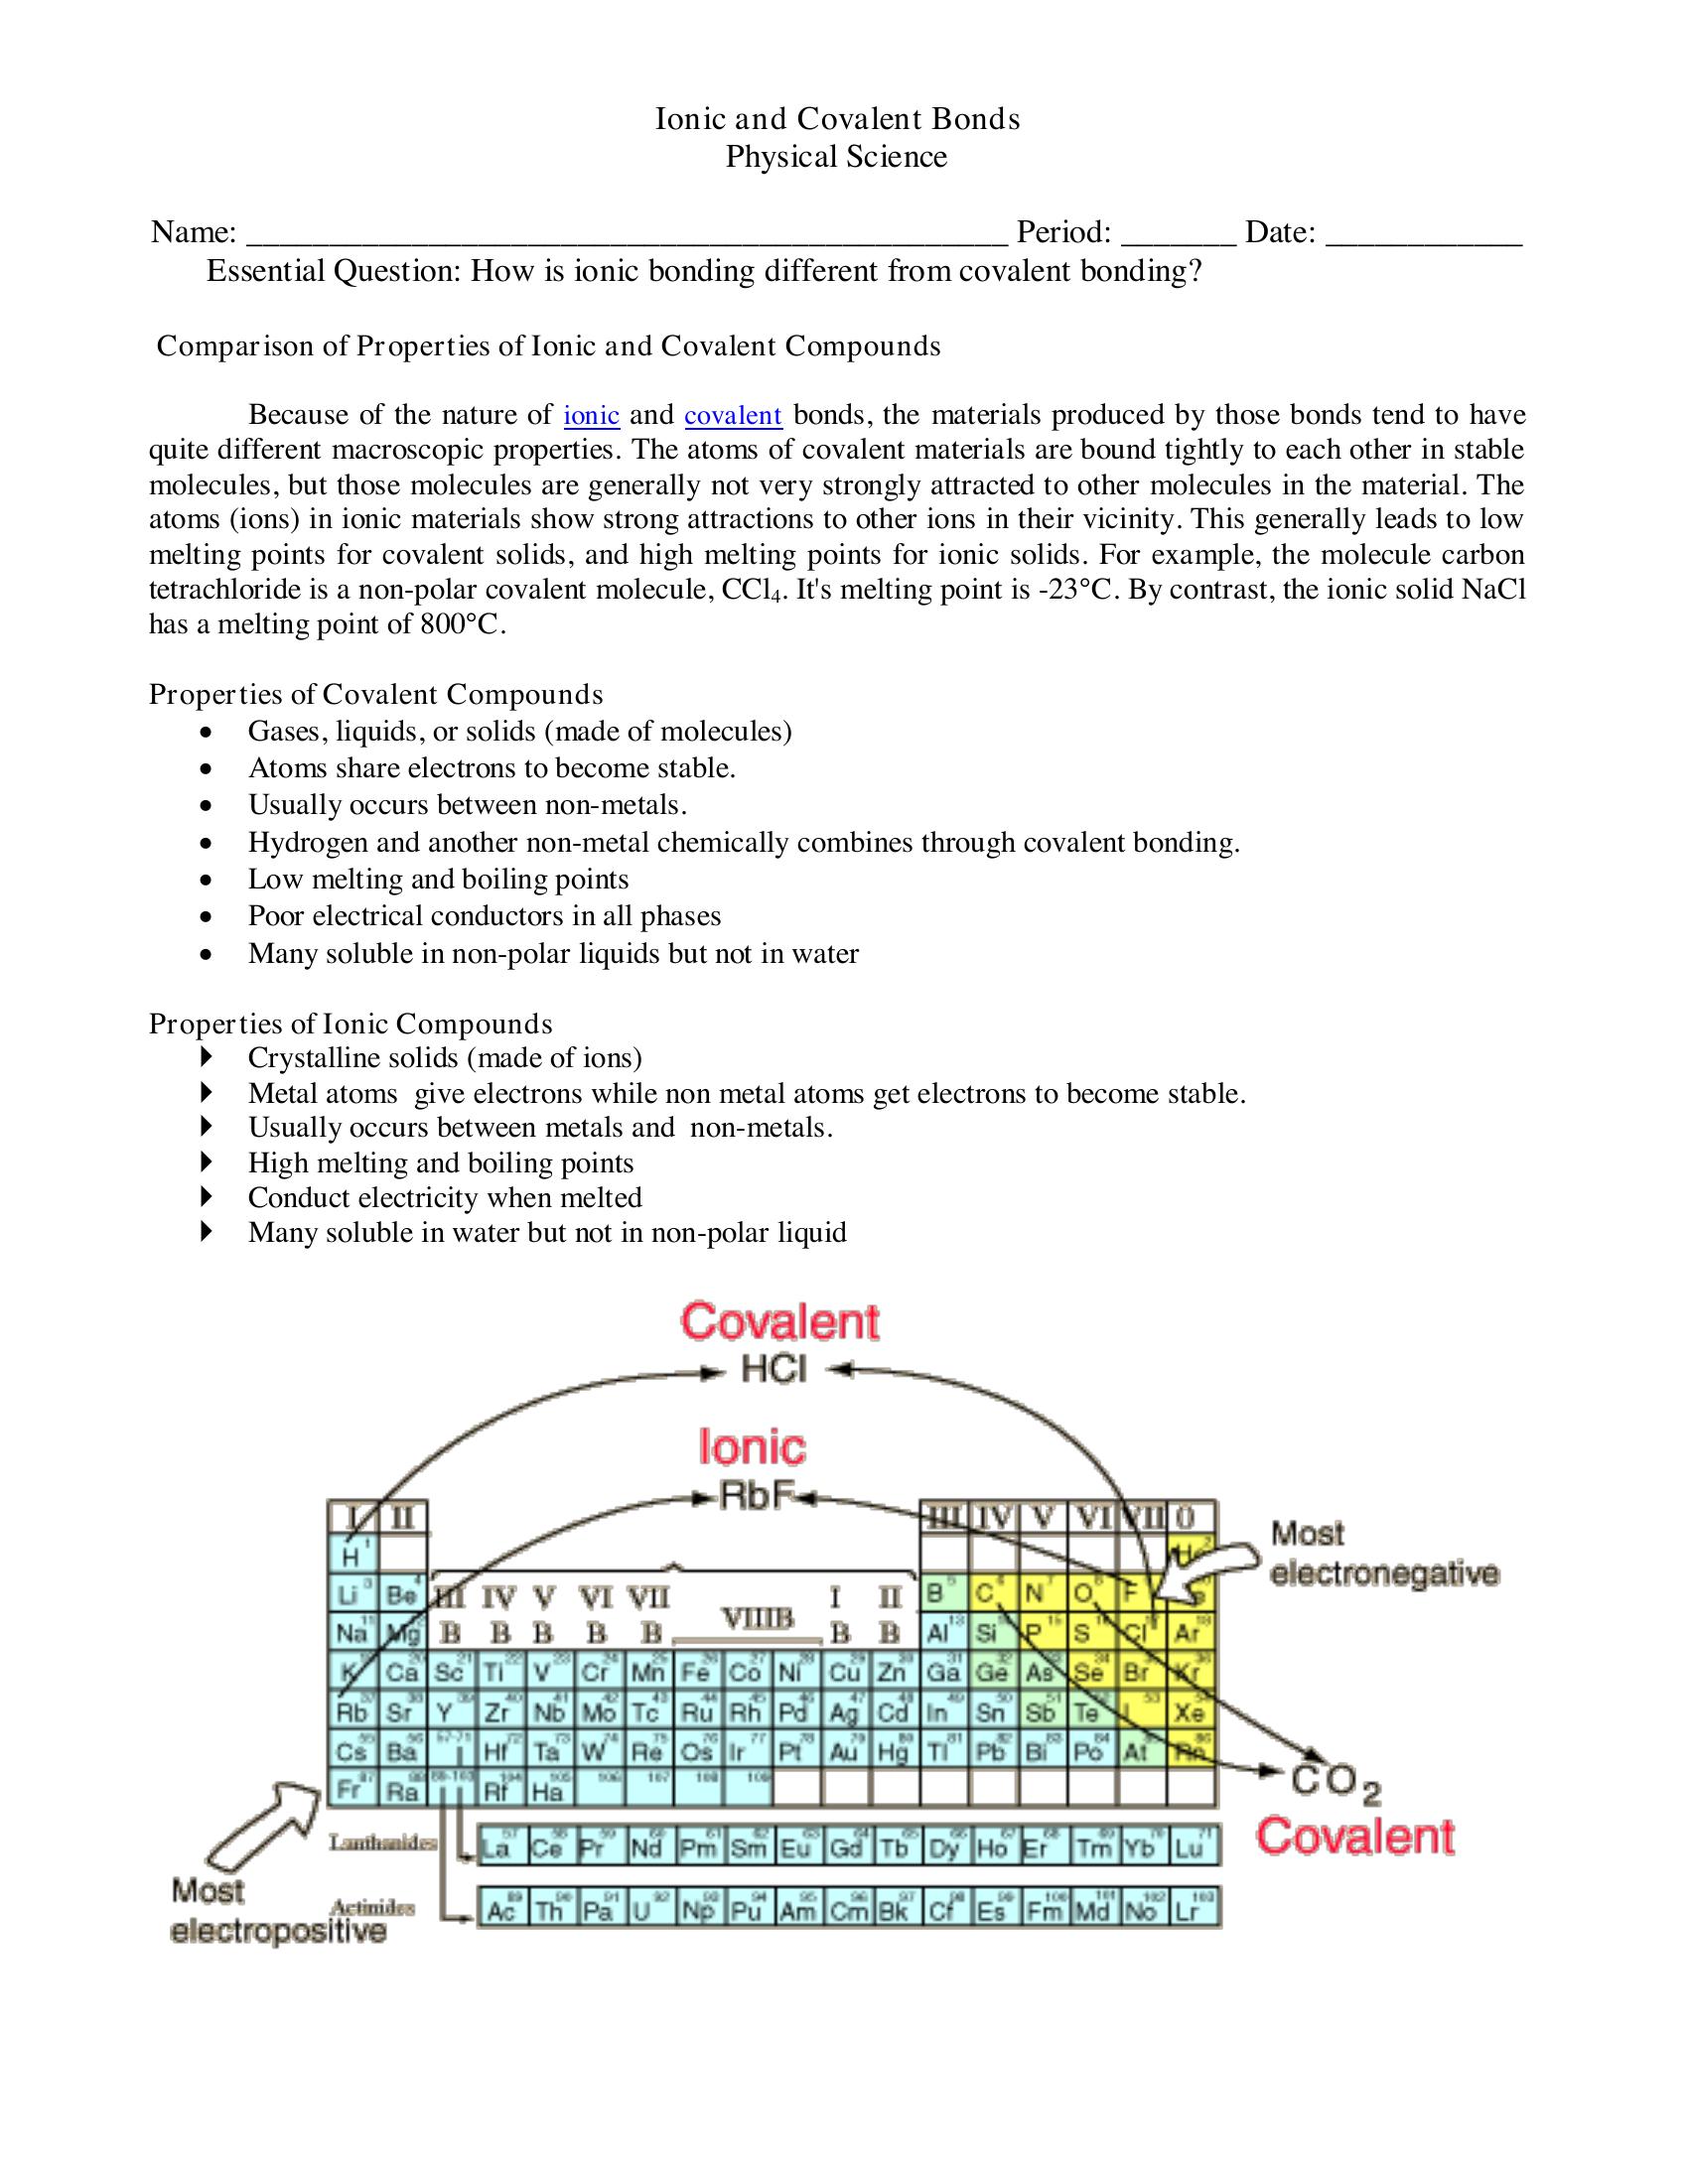 Ionic and Covalent Bonds
Physical Science
Name: ______________________________________________ Period: _______ Date: ____________
Essential Question: How is ionic bonding different from covalent bonding?
Comparison of Properties of Ionic and Covalent Compounds
Because of the nature of ionic and covalent bonds, the materials produced by those bonds tend to have
quite different macroscopic properties. The atoms of covalent materials are bound tightly to each other in stable
molecules, but those molecules are generally not very strongly attracted to other molecules in the material. The
atoms (ions) in ionic materials show strong attractions to other ions in their vicinity. This generally leads to low
melting points for covalent solids, and high melting points for ionic solids. For example, the molecule carbon
tetrachloride is a non-polar covalent molecule, CCl₄. It's melting point is -23°C. By contrast, the ionic solid NaCl
has a melting point of 800°C.
Properties of Covalent Compounds
• Gases, liquids, or solids (made of molecules)
• Atoms share electrons to become stable.
• Usually occurs between non-metals.
• Hydrogen and another non-metal chemically combines through covalent bonding.
• Low melting and boiling points
• Poor electrical conductors in all phases
• Many soluble in non-polar liquids but not in water
Properties of Ionic Compounds
Crystalline solids (made of ions)
Metal atoms  give electrons while non metal atoms get electrons to become stable.
Usually occurs between metals and  non-metals.
High melting and boiling points
Conduct electricity when melted
Many soluble in water but not in non-polar liquid
Covalent
HCl
Ionic
RbF
I II III IV V VI VII 0
H He
Most
electronegative
Li Be III IV V VI VII VIIIB I II B C N O F
Na Mg B B B B B B B Al Si P S Cl Ar
K Ca Sc Ti V Cr Mn Fe Co Ni Cu Zn Ga Ge As Se Br Kr
Rb Sr Y Zr Nb Mo Tc Ru Rh Pd Ag Cd In Sn Sb Te I Xe
Cs Ba 57-71 Hf Ta W Re Os Ir Pt Au Hg Tl Pb Bi Po At Rn
Fr Ra 89-103 Rf Ha 106 107 108 109
CO₂
Covalent
Lanthanides La Ce Pr Nd Pm Sm Eu Gd Tb Dy Ho Er Tm Yb Lu
Most
electropositive
Actinides Ac Th Pa U Np Pu Am Cm Bk Cf Es Fm Md No Lr